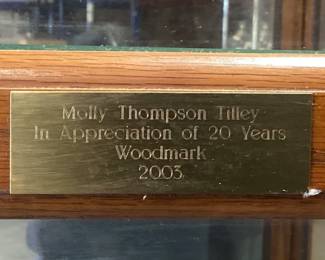 Molly Thompson Tilley
In Appreciation of 20 Years
Woodmark
2003